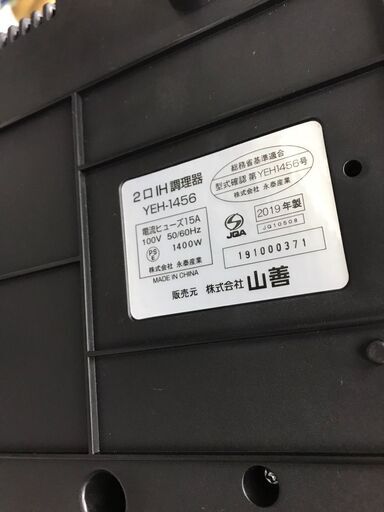 2口IH調理器
YEH-1456
電流ヒューズ15A
100V 50/60Hz
PSE 1400W
株式会社 永泰産業
MADE IN CHINA
総務省基準適合
型式確認 第YEH1456号
株式会社 永泰産業
JQA
2019年製
JQ10508
191000371
販売元 株式会社 山善